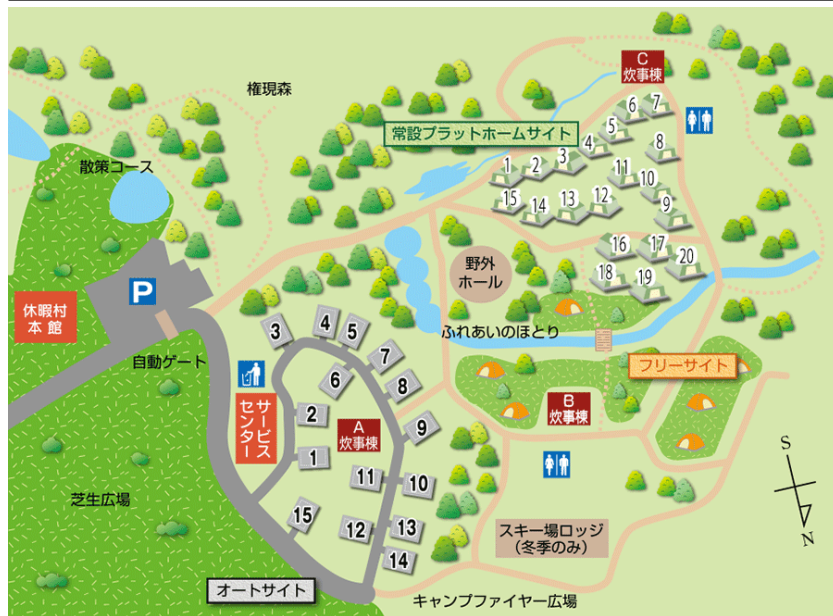 権現森
C
炊事棟
常設プラットホームサイト
6 7
5
4
3
2
1
8
11
10
12
13
14
15
9
16
17
18
19
20
散策コース
P
休暇村
本館
自動ゲート
野外
ホール
ふれあいのほとり
フリーサイト
3
4
5
7
6
8
2
サービス
センター
A
炊事棟
9
B
炊事棟
1
11
10
15
12
13
14
芝生広場
スキー場ロッジ
(冬季のみ)
オートサイト
キャンプファイヤー広場
S
N